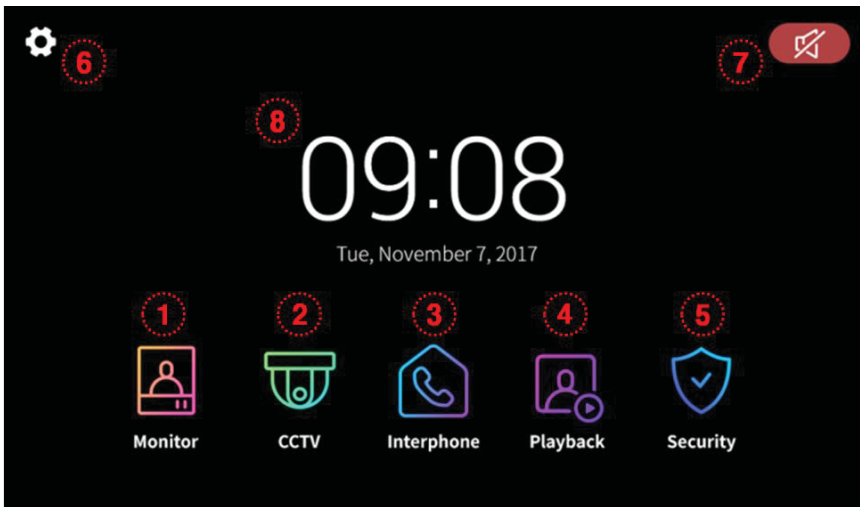 6
7
8
09:08
Tue, November 7, 2017
1 2 3 4 5
Monitor CCTV Interphone Playback Security